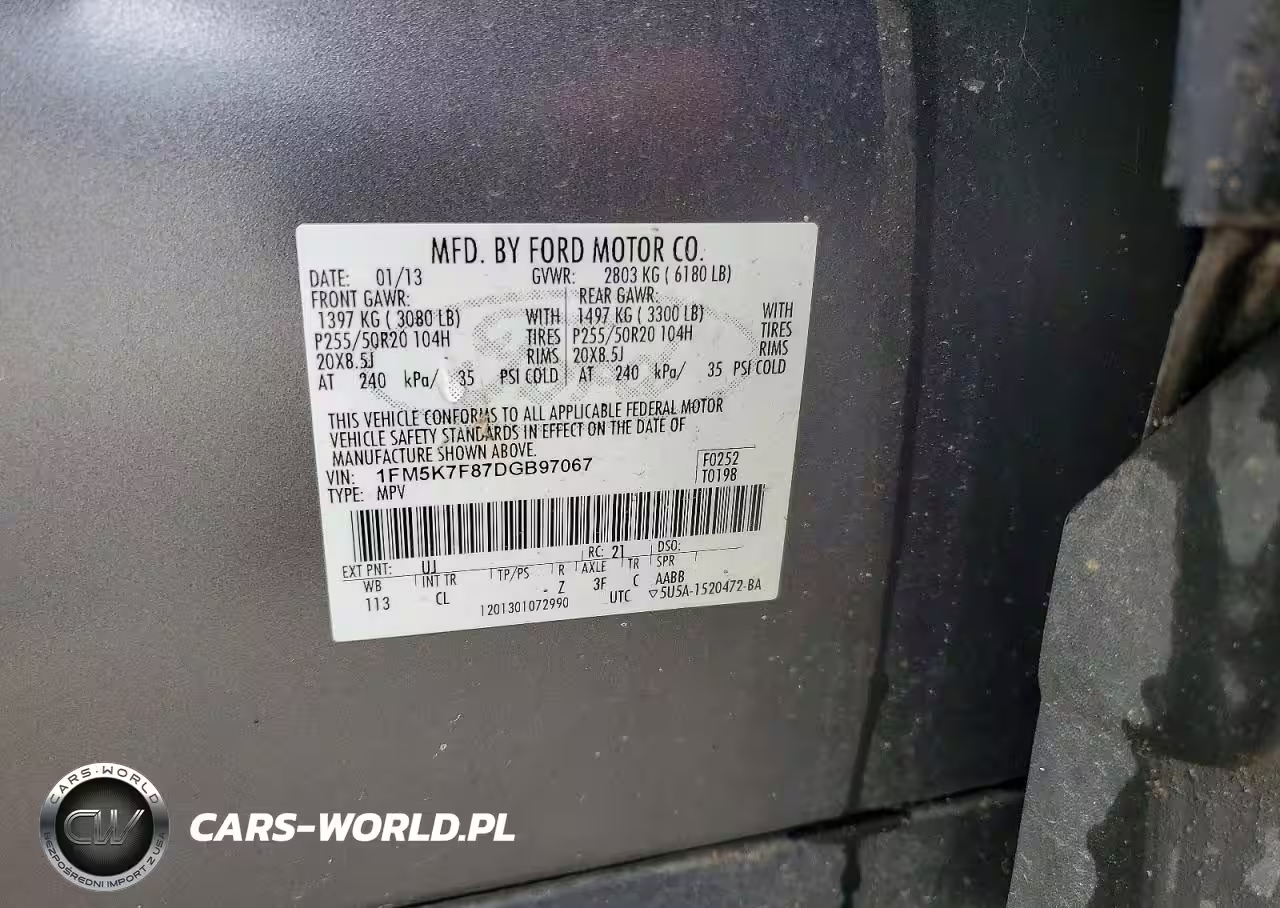 MFD. BY FORD MOTOR CO.
DATE: 01/13 GVWR: 2803 KG ( 6180 LB)
FRONT GAWR: REAR GAWR:
1397 KG ( 3080 LB) WITH 1497 KG ( 3300 LB) WITH
P255/50R20 104H TIRES P255/50R20 104H TIRES
20X8.5J RIMS 20X8.5J RIMS
AT 240 kPa/ 35 PSI COLD AT 240 kPa/ 35 PSI COLD
THIS VEHICLE CONFORMS TO ALL APPLICABLE FEDERAL MOTOR
VEHICLE SAFETY STANDARDS IN EFFECT ON THE DATE OF
MANUFACTURE SHOWN ABOVE.
VIN: 1FM5K7F87DGB97067 F0252
TYPE: MPV T0198
EXT PNT: UJ RC: 21 DSO:
WB INT TR TP/PS R AXLE TR SPR
113 CL - Z 3F C AABB
1201301072990 UTC ▽5U5A-1520472-BA
CARS-WORLD
CW
BEZPOŚREDNI IMPORT Z USA
CARS-WORLD.PL